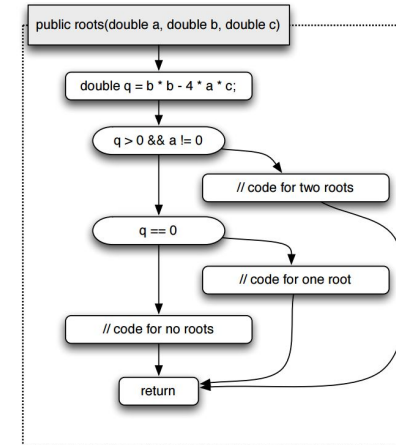 public roots(double a, double b, double c)
double q = b * b - 4 * a * c;
q > 0 && a != 0
// code for two roots
q == 0
// code for one root
// code for no roots
return